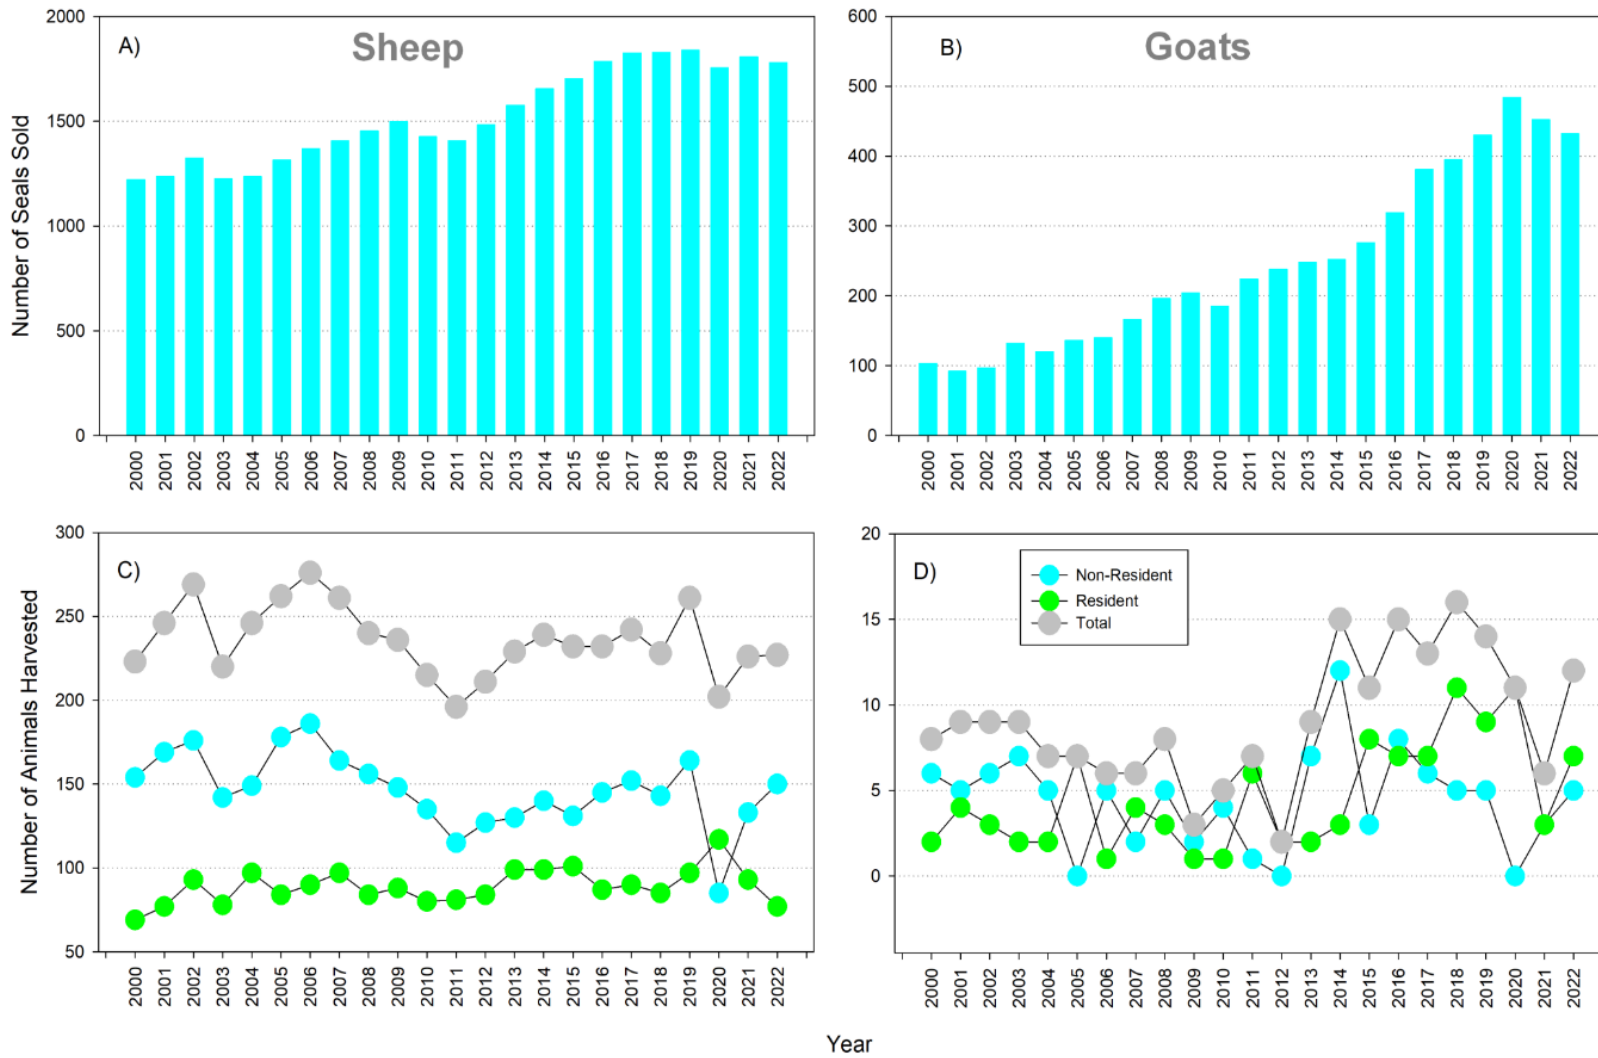 A)
Sheep
Number of Seals Sold
2000
1500
1000
500
0
2000 2001 2002 2003 2004 2005 2006 2007 2008 2009 2010 2011 2012 2013 2014 2015 2016 2017 2018 2019 2020 2021 2022
B)
Goats
600
500
400
300
200
100
0
2000 2001 2002 2003 2004 2005 2006 2007 2008 2009 2010 2011 2012 2013 2014 2015 2016 2017 2018 2019 2020 2021 2022
C)
Number of Animals Harvested
300
250
200
150
100
50
2000 2001 2002 2003 2004 2005 2006 2007 2008 2009 2010 2011 2012 2013 2014 2015 2016 2017 2018 2019 2020 2021 2022
D)
Non-Resident
Resident
Total
20
15
10
5
0
2000 2001 2002 2003 2004 2005 2006 2007 2008 2009 2010 2011 2012 2013 2014 2015 2016 2017 2018 2019 2020 2021 2022
Year